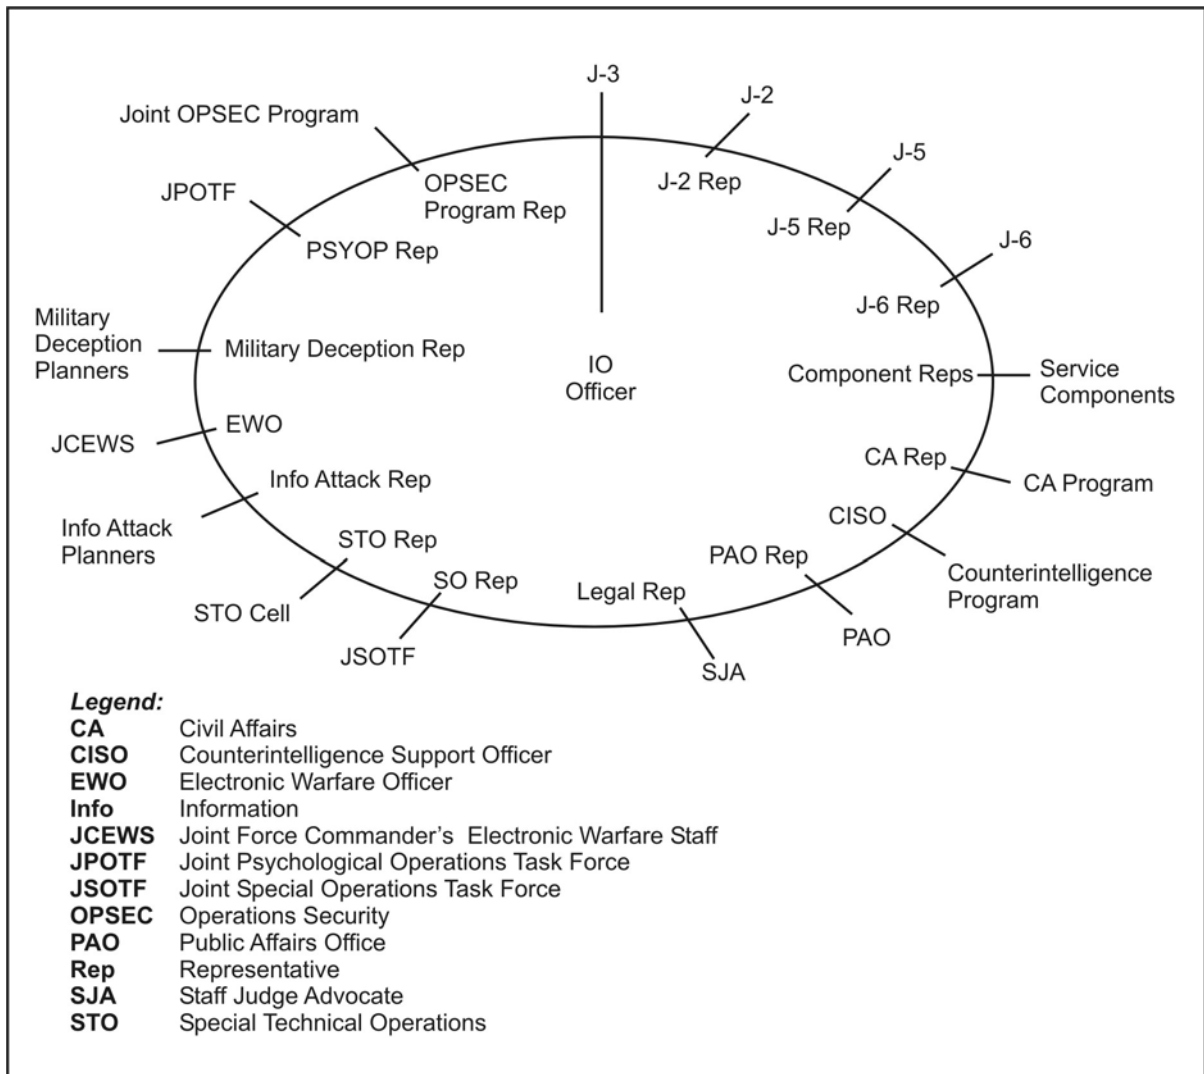 J-3
J-2
Joint OPSEC Program
J-5
OPSEC
Program Rep
J-2 Rep
JPOTF
J-5 Rep
J-6
PSYOP Rep
J-6 Rep
Military
Deception
Planners
Military Deception Rep
IO
Officer
Component Reps
Service
Components
EWO
JCEWS
CA Rep
CA Program
Info Attack Rep
Info Attack
Planners
CISO
Counterintelligence
Program
STO Rep
STO Cell
SO Rep
JSOTF
Legal Rep
SJA
PAO Rep
PAO
Legend:
CA Civil Affairs
CISO Counterintelligence Support Officer
EWO Electronic Warfare Officer
Info Information
JCEWS Joint Force Commander's Electronic Warfare Staff
JPOTF Joint Psychological Operations Task Force
JSOTF Joint Special Operations Task Force
OPSEC Operations Security
PAO Public Affairs Office
Rep Representative
SJA Staff Judge Advocate
STO Special Technical Operations